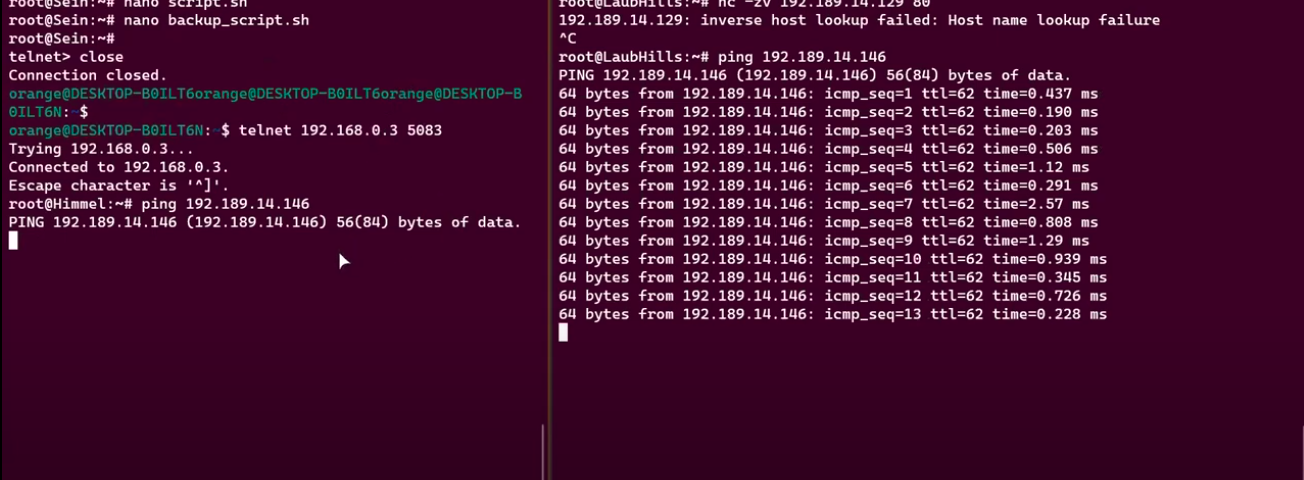 root@Sein:~# nano script.sh
root@Sein:~# nano backup_script.sh
root@Sein:~#
telnet> close
Connection closed.
orange@DESKTOP-B0ILT6orange@DESKTOP-B0ILT6orange@DESKTOP-B
0ILT6N:~$
orange@DESKTOP-B0ILT6N:~$ telnet 192.168.0.3 5083
Trying 192.168.0.3...
Connected to 192.168.0.3.
Escape character is '^]'.
root@Himmel:~# ping 192.189.14.146
PING 192.189.14.146 (192.189.14.146) 56(84) bytes of data.
root@LaubHills:~# nc -zv 192.189.14.129 80
192.189.14.129: inverse host lookup failed: Host name lookup failure
^C
root@LaubHills:~# ping 192.189.14.146
PING 192.189.14.146 (192.189.14.146) 56(84) bytes of data.
64 bytes from 192.189.14.146: icmp_seq=1 ttl=62 time=0.437 ms
64 bytes from 192.189.14.146: icmp_seq=2 ttl=62 time=0.190 ms
64 bytes from 192.189.14.146: icmp_seq=3 ttl=62 time=0.203 ms
64 bytes from 192.189.14.146: icmp_seq=4 ttl=62 time=0.506 ms
64 bytes from 192.189.14.146: icmp_seq=5 ttl=62 time=1.12 ms
64 bytes from 192.189.14.146: icmp_seq=6 ttl=62 time=0.291 ms
64 bytes from 192.189.14.146: icmp_seq=7 ttl=62 time=2.57 ms
64 bytes from 192.189.14.146: icmp_seq=8 ttl=62 time=0.808 ms
64 bytes from 192.189.14.146: icmp_seq=9 ttl=62 time=1.29 ms
64 bytes from 192.189.14.146: icmp_seq=10 ttl=62 time=0.939 ms
64 bytes from 192.189.14.146: icmp_seq=11 ttl=62 time=0.345 ms
64 bytes from 192.189.14.146: icmp_seq=12 ttl=62 time=0.726 ms
64 bytes from 192.189.14.146: icmp_seq=13 ttl=62 time=0.228 ms